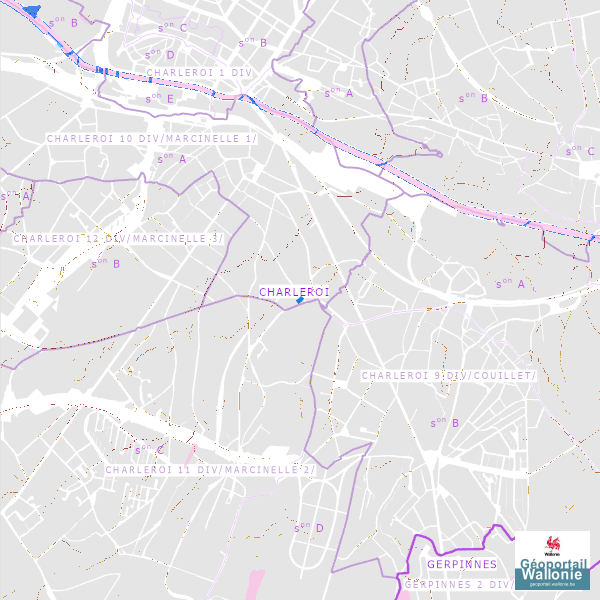 sᵒⁿ B
sᵒⁿ C
sᵒⁿ B
sᵒⁿ D
CHARLEROI 1 DIV
sᵒⁿ E
sᵒⁿ A
sᵒⁿ B
CHARLEROI 10 DIV/MARCINELLE 1/
sᵒⁿ A
sᵒⁿ C
sᵒⁿ A
CHARLEROI 12 DIV/MARCINELLE 3/
sᵒⁿ B
CHARLEROI
sᵒⁿ A
CHARLEROI 9 DIV/COUILLET/
sᵒⁿ B
sᵒⁿ C
CHARLEROI 11 DIV/MARCINELLE 2/
sᵒⁿ D
GERPINNES
GERPINNES 2 DIV/
Wallonie
Géoportail
Wallonie
geoportail.wallonie.be